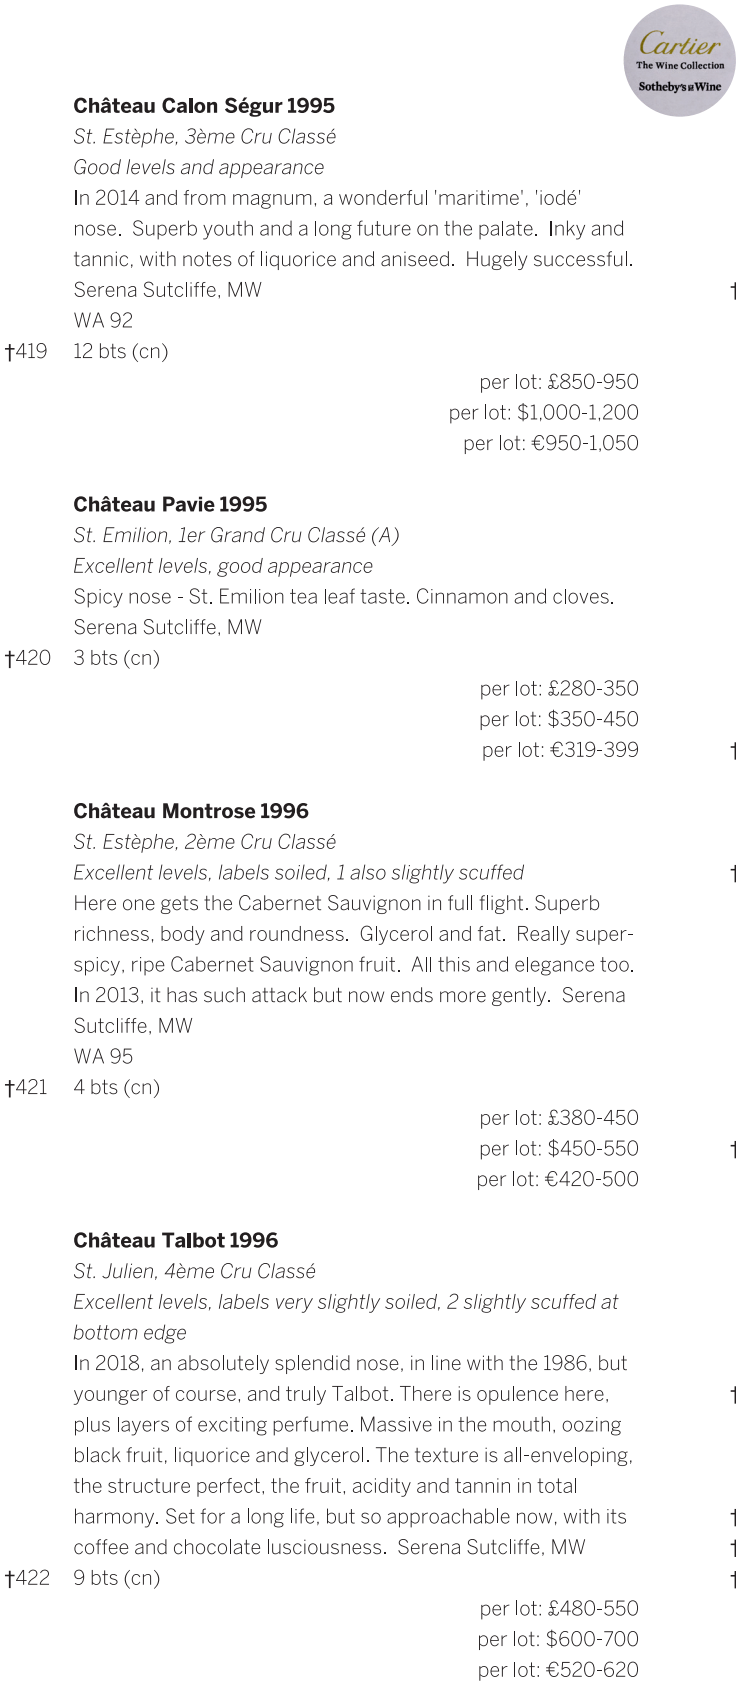 Cartier
The Wine Collection
Sotheby's Wine
Château Calon Ségur 1995
St. Estèphe, 3ème Cru Classé
Good levels and appearance
In 2014 and from magnum, a wonderful 'maritime', 'iodé'
nose.  Superb youth and a long future on the palate.  Inky and
tannic, with notes of liquorice and aniseed.  Hugely successful.
Serena Sutcliffe, MW
†
WA 92
†419 12 bts (cn)
per lot: £850-950
per lot: $1,000-1,200
per lot: €950-1,050
Château Pavie 1995
St. Emilion, 1er Grand Cru Classé (A)
Excellent levels, good appearance
Spicy nose - St. Emilion tea leaf taste. Cinnamon and cloves.
Serena Sutcliffe, MW
†420 3 bts (cn)
per lot: £280-350
per lot: $350-450
per lot: €319-399
†
Château Montrose 1996
St. Estèphe, 2ème Cru Classé
Excellent levels, labels soiled, 1 also slightly scuffed
†
Here one gets the Cabernet Sauvignon in full flight. Superb
richness, body and roundness.  Glycerol and fat.  Really super-
spicy, ripe Cabernet Sauvignon fruit.  All this and elegance too.
In 2013, it has such attack but now ends more gently.  Serena
Sutcliffe, MW
WA 95
†421 4 bts (cn)
per lot: £380-450
per lot: $450-550
†
per lot: €420-500
Château Talbot 1996
St. Julien, 4ème Cru Classé
Excellent levels, labels very slightly soiled, 2 slightly scuffed at
bottom edge
In 2018, an absolutely splendid nose, in line with the 1986, but
younger of course, and truly Talbot. There is opulence here,
†
plus layers of exciting perfume. Massive in the mouth, oozing
black fruit, liquorice and glycerol. The texture is all-enveloping,
the structure perfect, the fruit, acidity and tannin in total
harmony. Set for a long life, but so approachable now, with its
†
coffee and chocolate lusciousness.  Serena Sutcliffe, MW
†
†422 9 bts (cn)
†
per lot: £480-550
per lot: $600-700
per lot: €520-620